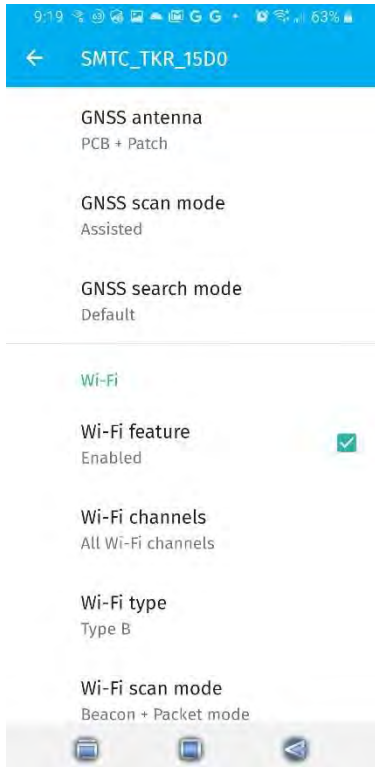 9:19 G G • 63%
SMTC_TKR_15D0
GNSS antenna
PCB + Patch
GNSS scan mode
Assisted
GNSS search mode
Default
Wi-Fi
Wi-Fi feature
Enabled
Wi-Fi channels
All Wi-Fi channels
Wi-Fi type
Type B
Wi-Fi scan mode
Beacon + Packet mode